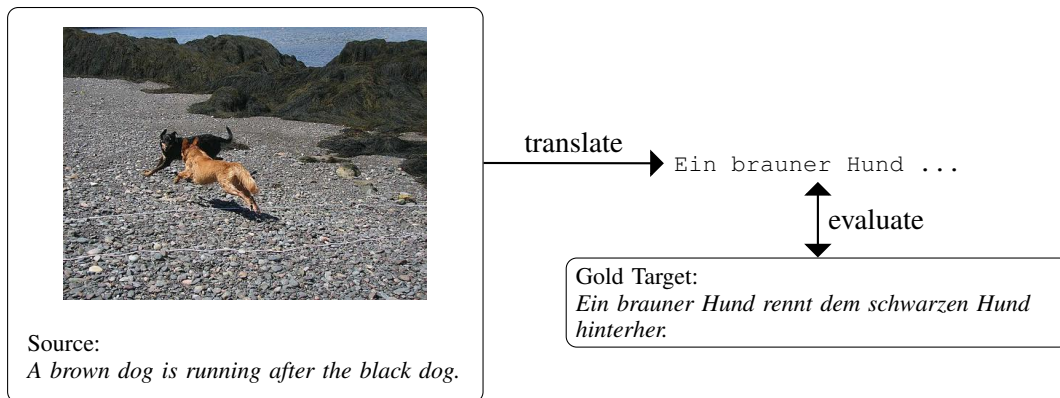 Source:
A brown dog is running after the black dog.
translate
Ein brauner Hund ...
evaluate
Gold Target:
Ein brauner Hund rennt dem schwarzen Hund
hinterher.